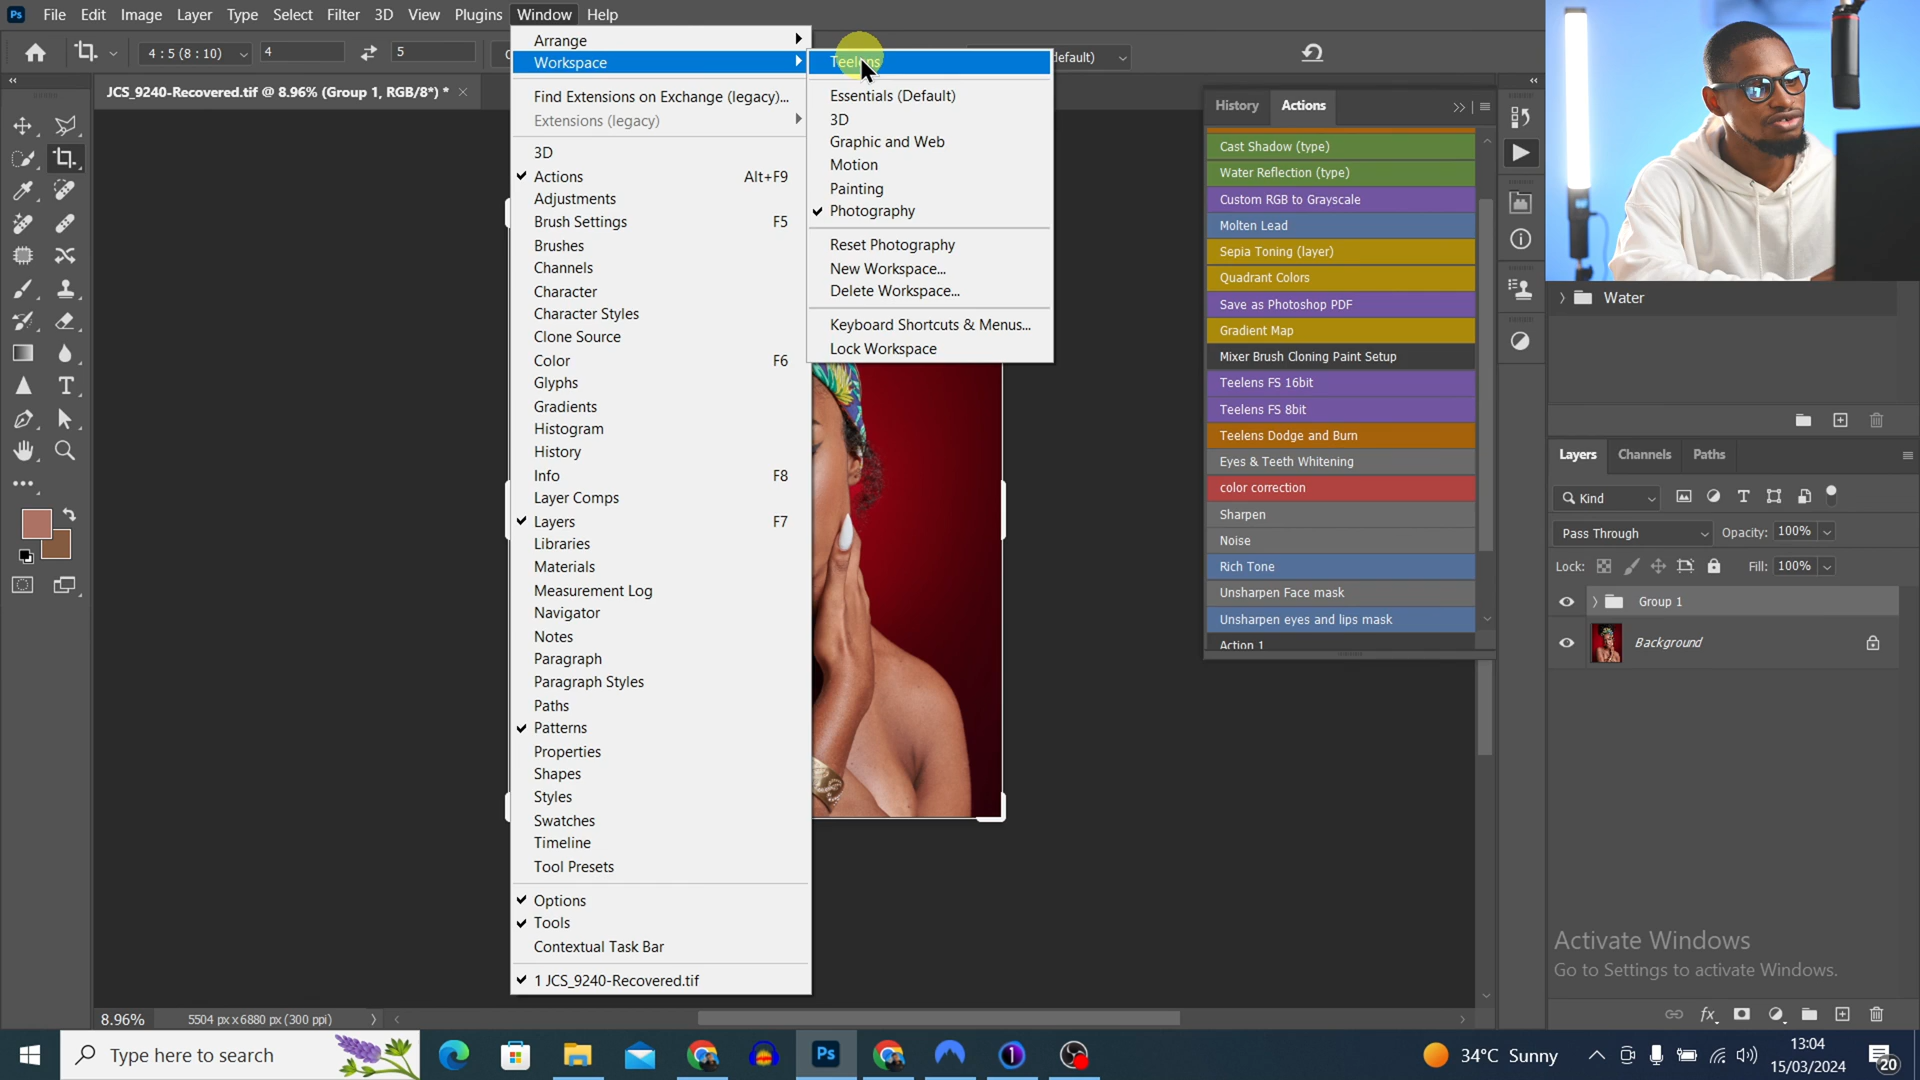 Ps File Edit Image Layer Type Select Filter 3D View Plugins Window Help
4 : 5 (8 : 10) 4 5
JCS_9240-Recovered.tif @ 8.96% (Group 1, RGB/8*) *
Arrange
Workspace
Find Extensions on Exchange (legacy)...
Extensions (legacy)
3D
Actions Alt+F9
Adjustments
Brush Settings F5
Brushes
Channels
Character
Character Styles
Clone Source
Color F6
Glyphs
Gradients
Histogram
History
Info F8
Layer Comps
Layers F7
Libraries
Materials
Measurement Log
Navigator
Notes
Paragraph
Paragraph Styles
Paths
Patterns
Properties
Shapes
Styles
Swatches
Timeline
Tool Presets
Options
Tools
Contextual Task Bar
1 JCS_9240-Recovered.tif
Teelens
Essentials (Default)
3D
Graphic and Web
Motion
Painting
Photography
Reset Photography
New Workspace...
Delete Workspace...
Keyboard Shortcuts & Menus...
Lock Workspace
efault)
History Actions
Cast Shadow (type)
Water Reflection (type)
Custom RGB to Grayscale
Molten Lead
Sepia Toning (layer)
Quadrant Colors
Save as Photoshop PDF
Gradient Map
Mixer Brush Cloning Paint Setup
Teelens FS 16bit
Teelens FS 8bit
Teelens Dodge and Burn
Eyes & Teeth Whitening
color correction
Sharpen
Noise
Rich Tone
Unsharpen Face mask
Unsharpen eyes and lips mask
Action 1
Water
Layers Channels Paths
Kind
Pass Through Opacity: 100%
Lock: Fill: 100%
Group 1
Background
Activate Windows
Go to Settings to activate Windows.
8.96% 5504 px x 6880 px (300 ppi)
Type here to search
Ps
34°C Sunny
13:04
15/03/2024
20